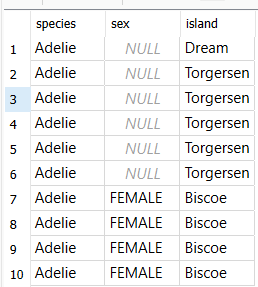 species sex island
1 Adelie NULL Dream
2 Adelie NULL Torgersen
3 Adelie NULL Torgersen
4 Adelie NULL Torgersen
5 Adelie NULL Torgersen
6 Adelie NULL Torgersen
7 Adelie FEMALE Biscoe
8 Adelie FEMALE Biscoe
9 Adelie FEMALE Biscoe
10 Adelie FEMALE Biscoe